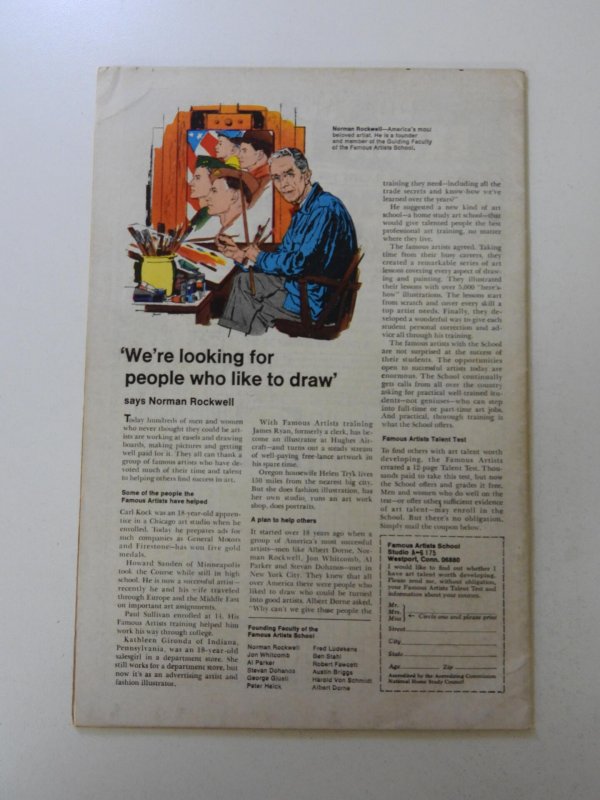 Norman Rockwell—America's most
beloved artist. He is a founder
and member of the Guiding Faculty
of the Famous Artists School.
'We're looking for
people who like to draw'
says Norman Rockwell
Today hundreds of men and women
who never thought they could be art-
ists are working at easels and drawing
boards, making pictures and getting
well paid for it. They all can thank a
group of famous artists who have de-
voted much of their time and talent
to helping others find success in art.
Some of the people the
Famous Artists have helped
Carl Kock was an 18-year-old appren-
tice in a Chicago art studio when he
enrolled. Today he prepares ads for
such companies as General Motors
and Firestone—has won five gold
medals.
Howard Sanden of Minneapolis
took the Course while still in high
school. He is now a successful artist—
recently he and his wife traveled
through Europe and the Middle East
on important art assignments.
Paul Sullivan enrolled at 14. His
Famous Artists training helped him
work his way through college.
Kathleen Gironda of Indiana,
Pennsylvania, was an 18-year-old
salesgirl in a department store. She
still works for a department store, but
now it's as an advertising artist and
fashion illustrator.
With Famous Artists training
James Ryan, formerly a clerk, has be-
come an illustrator at Hughes Air-
craft—and turns out a steady stream
of well-paying free-lance artwork in
his spare time.
Oregon housewife Helen Tryk lives
150 miles from the nearest big city.
But she does fashion illustration, has
her own studio, runs an art work
shop, does portraits.
A plan to help others
It started over 18 years ago when a
group of America's most successful
artists—men like Albert Dorne, Nor-
man Rockwell, Jon Whitcomb, Al
Parker and Stevan Dohanos—met in
New York City. They knew that all
over America there were people who
liked to draw who could be turned
into good artists. Albert Dorne asked,
"Why can't we give those people the
Founding Faculty of the
Famous Artists School
Norman Rockwell
Jon Whitcomb
Al Parker
Stevan Dohanos
George Giusti
Peter Helck
Fred Ludekens
Ben Stahl
Robert Fawcett
Austin Briggs
Harold Von Schmidt
Albert Dorne
training they need—including all the
trade secrets and know-how we've
learned over the years?"
He suggested a new kind of art
school—a home study art school—that
would give talented people the best
professional art training, no matter
where they live.
The famous artists agreed. Taking
time from their busy careers, they
created a remarkable series of art
lessons covering every aspect of draw-
ing and painting. They illustrated
their lessons with over 5,000 "here's-
how" illustrations. The lessons start
from scratch and cover every skill a
top artist needs. Finally, they de-
veloped a wonderful way to give each
student personal correction and ad-
vice all through his training.
The famous artists with the School
are not surprised at the success of
their students. The opportunities
open to successful artists today are
enormous. The School continually
gets calls from all over the country
asking for practical well-trained stu-
dents—not geniuses—who can step
into full-time or part-time art jobs.
And practical, thorough training is
what the School offers.
Famous Artists Talent Test
To find others with art talent worth
developing, the Famous Artists
created a 12-page Talent Test. Thou-
sands paid to take this test, but now
the School offers and grades it free.
Men and women who do well on the
test—or offer other sufficient evidence
of art talent—may enroll in the
School. But there's no obligation.
Simply mail the coupon below.
Famous Artists School
Westport, Conn. 06880
I would like to find out whether I
have art talent worth developing.
Please send me, without obligation,
your Famous Artists Talent Test and
information about your courses.
Mr.
Mrs.
Miss ← Circle one and please print
Street
City
State
Age Zip
Accredited by the Accrediting Commission
National Home Study Council